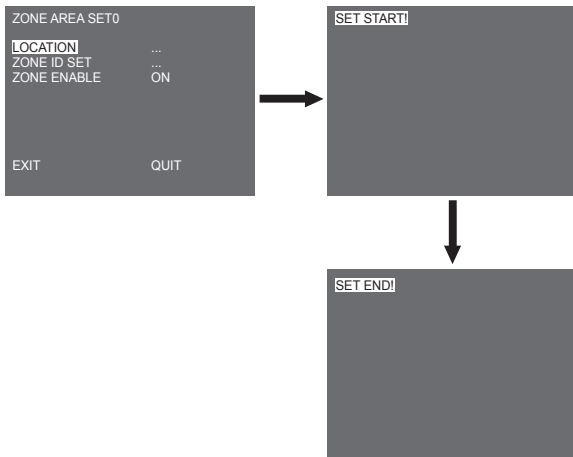 ZONE AREA SET0
LOCATION ...
ZONE ID SET ...
ZONE ENABLE ON
EXIT QUIT
SET START!
SET END!